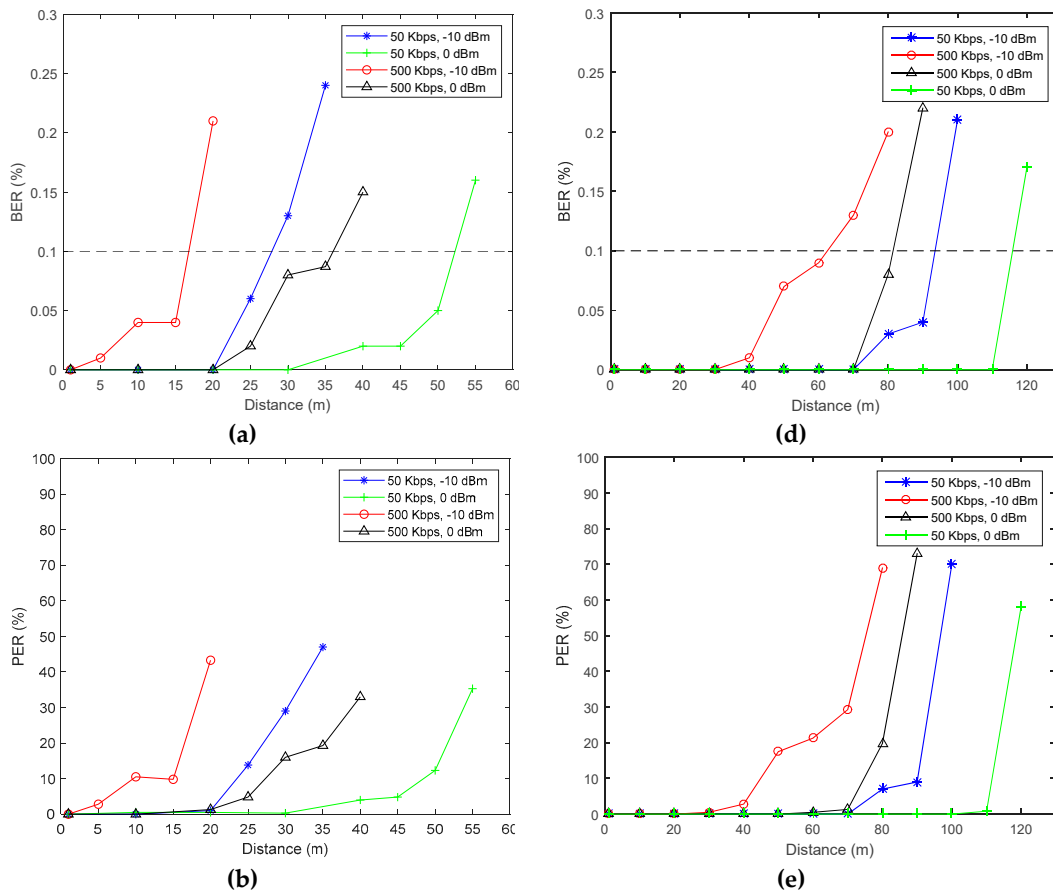 0.3
0.25
0.2
0.15
0.1
0.05
0
BER (%)
50 Kbps, -10 dBm
50 Kbps, 0 dBm
500 Kbps, -10 dBm
500 Kbps, 0 dBm
0 5 10 15 20 25 30 35 40 45 50 55 60
Distance (m)
(a)
0.3
0.25
0.2
0.15
0.1
0.05
0
BER (%)
50 Kbps, -10 dBm
500 Kbps, -10 dBm
500 Kbps, 0 dBm
50 Kbps, 0 dBm
0 20 40 60 80 100 120
Distance (m)
(d)
100
90
80
70
60
50
40
30
20
10
0
PER (%)
50 Kbps, -10 dBm
50 Kbps, 0 dBm
500 Kbps, -10 dBm
500 Kbps, 0 dBm
0 5 10 15 20 25 30 35 40 45 50 55 60
Distance (m)
(b)
100
90
80
70
60
50
40
30
20
10
0
PER (%)
50 Kbps, -10 dBm
500 Kbps, -10 dBm
500 Kbps, 0 dBm
50 Kbps, 0 dBm
0 20 40 60 80 100 120
Distance (m)
(e)